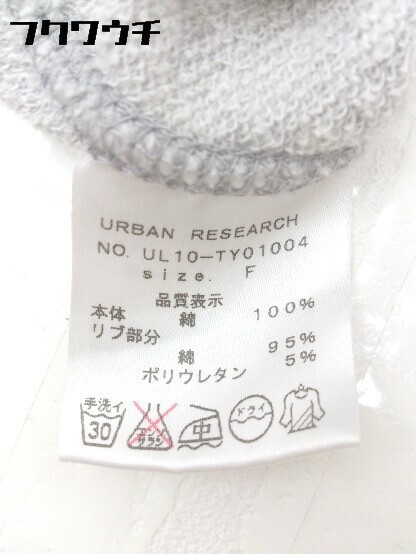 フクワウチ
URBAN RESEARCH
NO. UL10-TY01004
size. F
品質表示
本体 綿 100%
リブ部分
綿 95%
ポリウレタン 5%
手洗イ 30 エンソ サラシ 中 ドライ